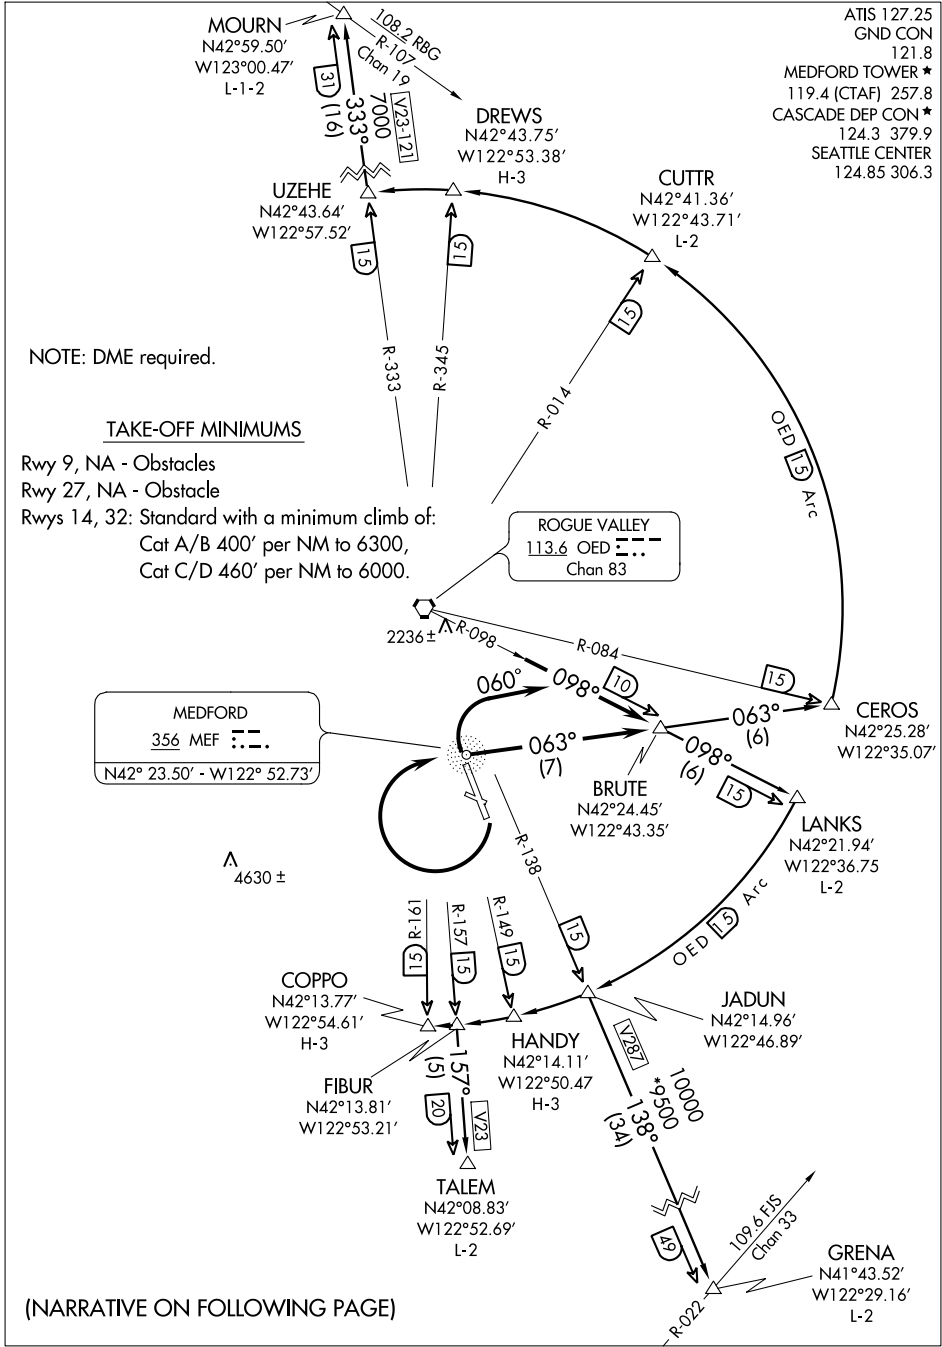 MOURN
N42°59.50′
W123°00.47′
L-1-2
108.2 RBG
R-107
Chan 19
ATIS 127.25
GND CON
121.8
MEDFORD TOWER ★
119.4 (CTAF) 257.8
CASCADE DEP CON ★
124.3 379.9
SEATTLE CENTER
124.85 306.3
31
(16)
333°
7000
V23-121
DREWS
N42°43.75′
W122°53.38′
H-3
UZEHE
N42°43.64′
W122°57.52′
CUTTR
N42°41.36′
W122°43.71′
L-2
15
15
15
R-333
R-345
R-014
NOTE: DME required.
TAKE-OFF MINIMUMS
Rwy 9, NA - Obstacles
Rwy 27, NA - Obstacle
Rwys 14, 32: Standard with a minimum climb of:
Cat A/B 400′ per NM to 6300,
Cat C/D 460′ per NM to 6000.
OED 15 Arc
ROGUE VALLEY
113.6 OED
Chan 83
2236 ±
R-098
R-084
15
10
060°
098°
063°
(6)
CEROS
N42°25.28′
W122°35.07′
MEDFORD
356 MEF
N42° 23.50′ - W122° 52.73′
063°
(7)
098°
(6)
15
BRUTE
N42°24.45′
W122°43.35′
LANKS
N42°21.94′
W122°36.75
L-2
4630 ±
R-138
15
OED 15 Arc
R-161
15
R-157
15
R-149
15
COPPO
N42°13.77′
W122°54.61′
H-3
JADUN
N42°14.96′
W122°46.89′
HANDY
N42°14.11′
W122°50.47
H-3
FIBUR
N42°13.81′
W122°53.21′
157°
(5)
20
V23
V287
10000
*9500
138°
(34)
TALEM
N42°08.83′
W122°52.69′
L-2
49
109.6 FJS
Chan 33
R-022
GRENA
N41°43.52′
W122°29.16′
L-2
(NARRATIVE ON FOLLOWING PAGE)